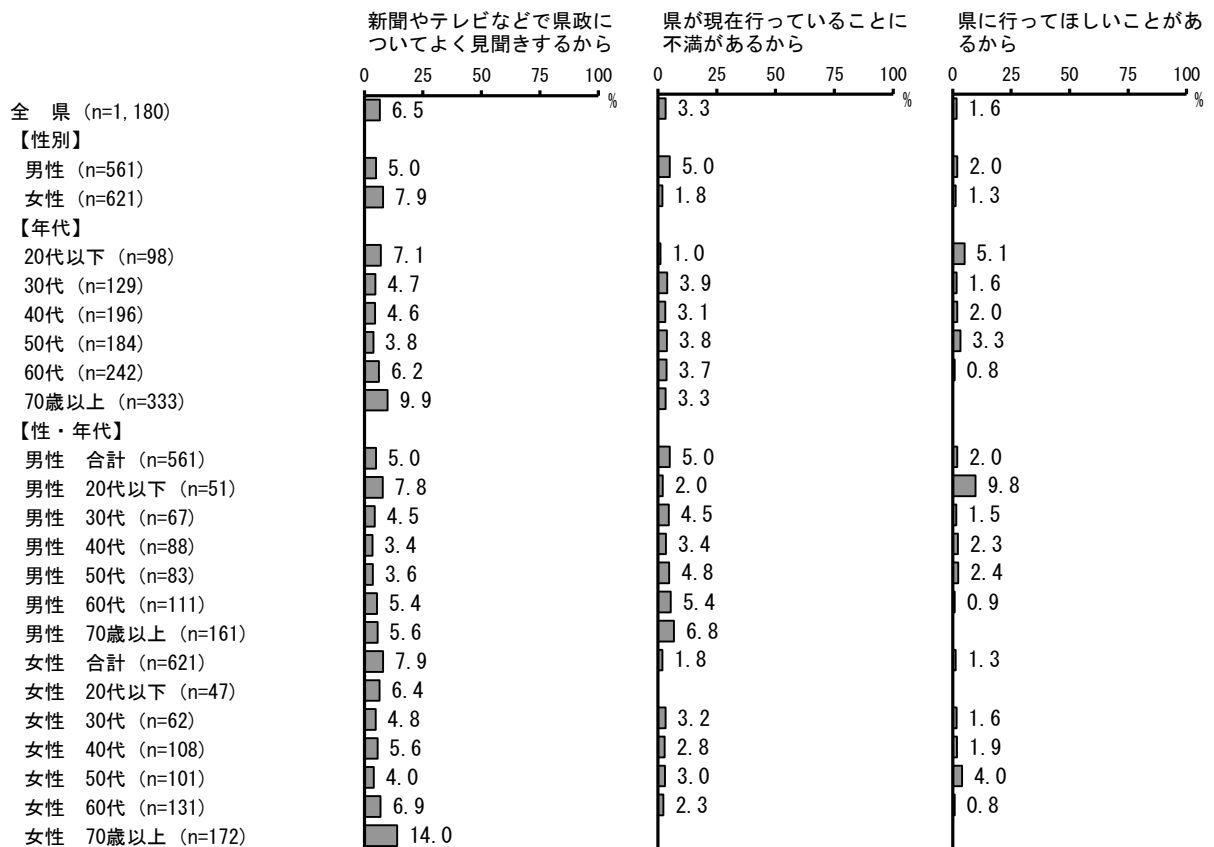 新聞やテレビなどで県政に
ついてよく見聞きするから
県が現在行っていることに
不満があるから
県に行ってほしいことがあ
るから
0 25 50 75 100 0 25 50 75 100 0 25 50 75 100
% % %
全　県 (n=1,180) 6.5 3.3 1.6
【性別】
男性 (n=561) 5.0 5.0 2.0
女性 (n=621) 7.9 1.8 1.3
【年代】
20代以下 (n=98) 7.1 1.0 5.1
30代 (n=129) 4.7 3.9 1.6
40代 (n=196) 4.6 3.1 2.0
50代 (n=184) 3.8 3.8 3.3
60代 (n=242) 6.2 3.7 0.8
70歳以上 (n=333) 9.9 3.3
【性・年代】
男性　合計 (n=561) 5.0 5.0 2.0
男性　20代以下 (n=51) 7.8 2.0 9.8
男性　30代 (n=67) 4.5 4.5 1.5
男性　40代 (n=88) 3.4 3.4 2.3
男性　50代 (n=83) 3.6 4.8 2.4
男性　60代 (n=111) 5.4 5.4 0.9
男性　70歳以上 (n=161) 5.6 6.8
女性　合計 (n=621) 7.9 1.8 1.3
女性　20代以下 (n=47) 6.4
女性　30代 (n=62) 4.8 3.2 1.6
女性　40代 (n=108) 5.6 2.8 1.9
女性　50代 (n=101) 4.0 3.0 4.0
女性　60代 (n=131) 6.9 2.3 0.8
女性　70歳以上 (n=172) 14.0